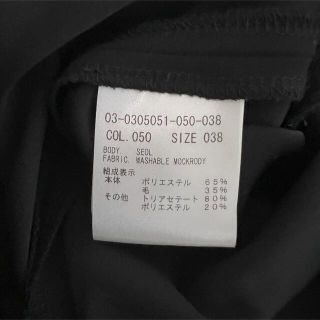 03-0305051-050-038
COL.050 SIZE 038
BODY. SEOL
FABRIC. WASHABLE MOCKRODY
組成表示
本体 ポリエステル 65%
毛 35%
その他 トリアセテート 80%
ポリエステル 20%